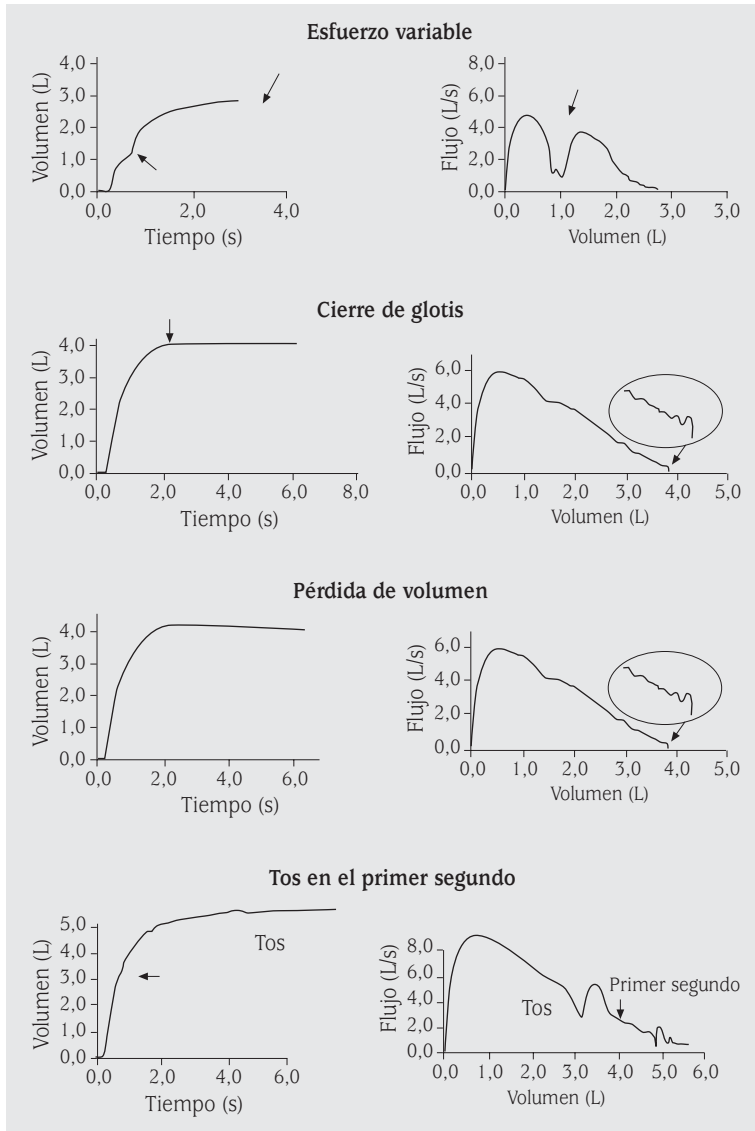 Esfuerzo variable
Volumen (L)
4,0
3,0
2,0
1,0
0,0
0,0 2,0 4,0
Tiempo (s)
Flujo (L/s)
8,0
6,0
4,0
2,0
0,0
0,0 1,0 2,0 3,0 3,0
Volumen (L)
Cierre de glotis
Volumen (L)
4,0
3,0
2,0
1,0
0,0
0,0 2,0 4,0 6,0 8,0
Tiempo (s)
Flujo (L/s)
6,0
4,0
2,0
0,0
0,0 1,0 2,0 3,0 4,0 5,0
Volumen (L)
Pérdida de volumen
Volumen (L)
4,0
3,0
2,0
1,0
0,0
0,0 2,0 4,0 6,0
Tiempo (s)
Flujo (L/s)
6,0
4,0
2,0
0,0
0,0 1,0 2,0 3,0 4,0 5,0
Volumen (L)
Tos en el primer segundo
Volumen (L)
5,0
4,0
3,0
2,0
1,0
0,0
Tos
0,0 2,0 4,0 6,0
Tiempo (s)
Flujo (L/s)
8,0
6,0
4,0
2,0
0,0
Tos
Primer segundo
0,0 1,0 2,0 3,0 4,0 5,0 6,0
Volumen (L)